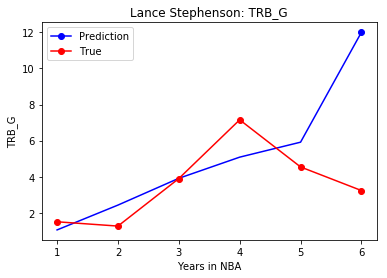 Lance Stephenson: TRB_G
Prediction
True
12
10
8
6
4
2
TRB_G
1 2 3 4 5 6
Years in NBA